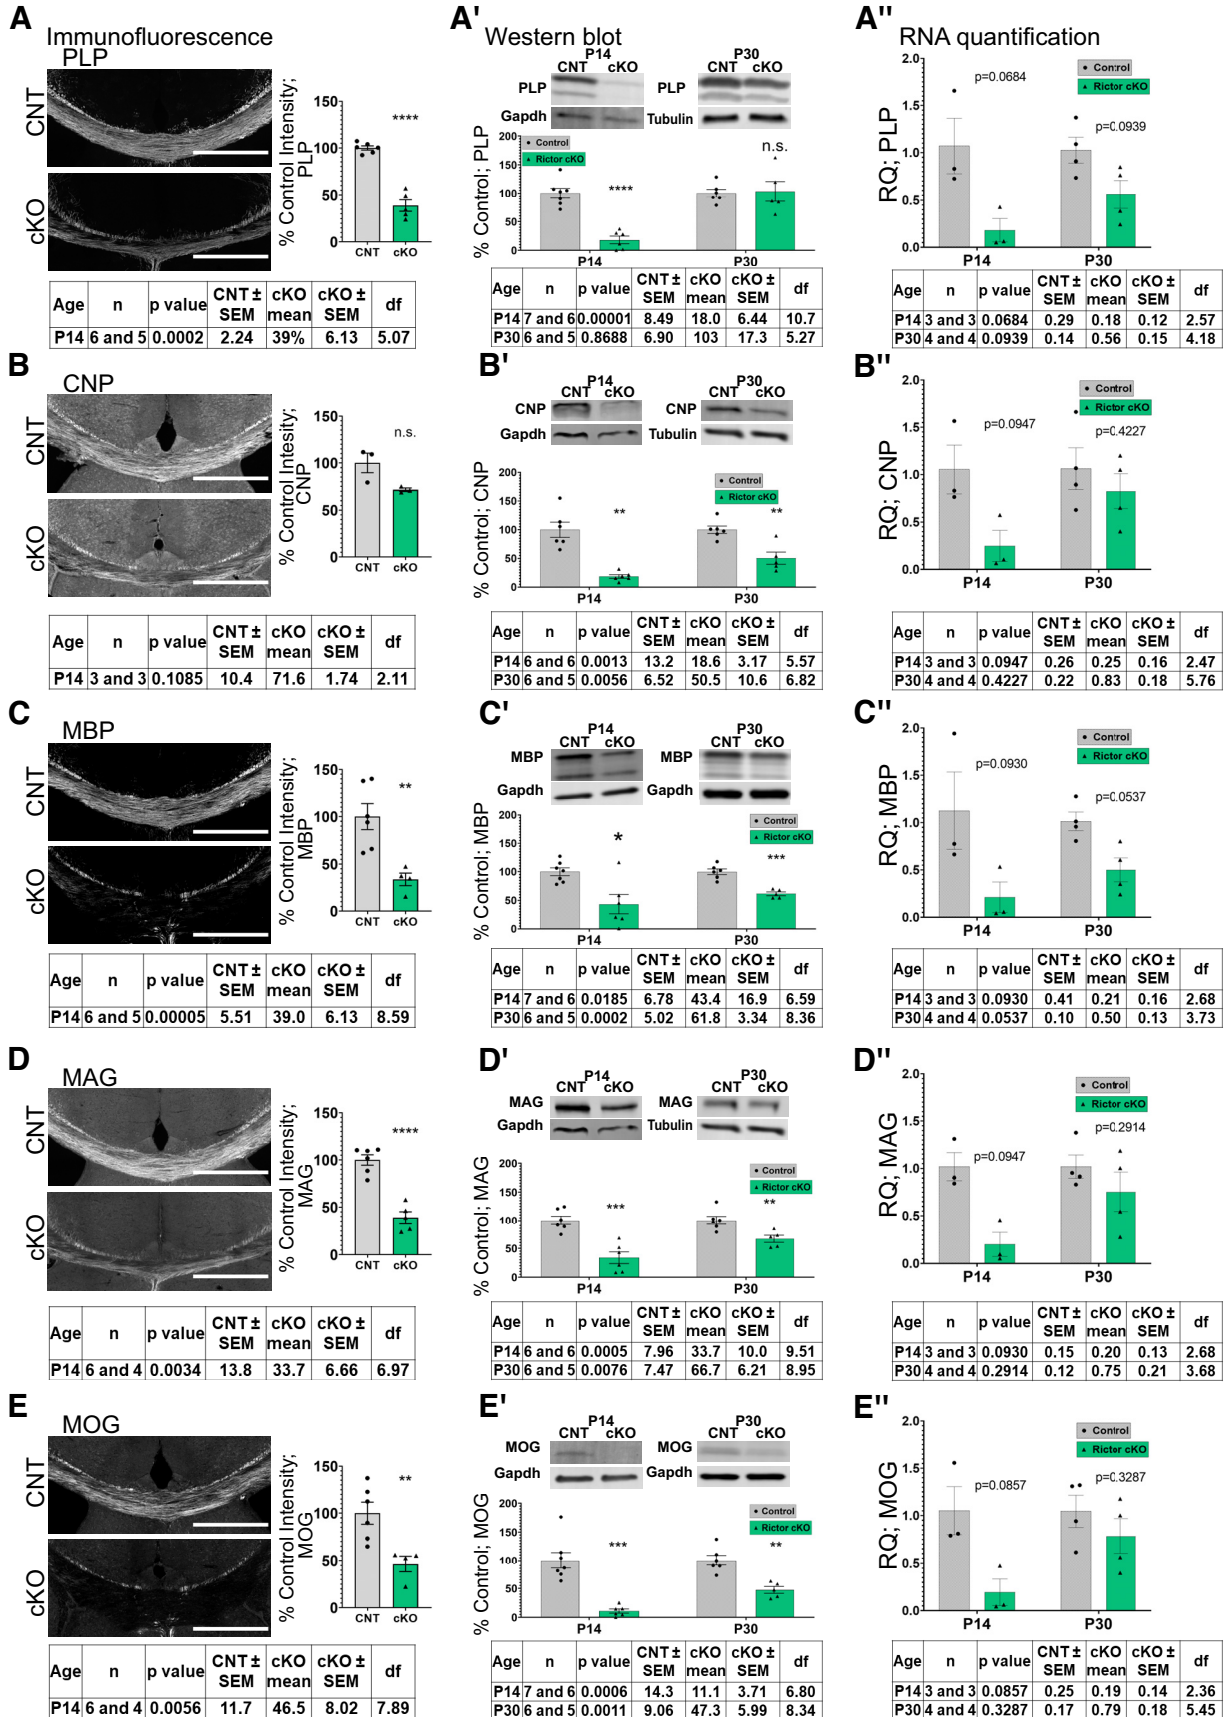 A
Immunofluorescence
PLP
CNT
cKO
% Control Intensity;
PLP
150
100
50
0
****
CNT cKO
Age n p value CNT ± SEM cKO mean cKO ± SEM df
P14 6 and 5 0.0002 2.24 39% 6.13 5.07
A'
Western blot
P14 P30
CNT cKO CNT cKO
PLP PLP
Gapdh Tubulin
% Control; PLP
200
150
100
50
0
Control
Rictor cKO
**** n.s.
P14 P30
Age n p value CNT ± SEM cKO mean cKO ± SEM df
P14 7 and 6 0.00001 8.49 18.0 6.44 10.7
P30 6 and 5 0.8688 6.90 103 17.3 5.27
A"
RNA quantification
RQ; PLP
2.0
1.5
1.0
0.5
0.0
Control
Rictor cKO
p=0.0684
p=0.0939
P14 P30
Age n p value CNT ± SEM cKO mean cKO ± SEM df
P14 3 and 3 0.0684 0.29 0.18 0.12 2.57
P30 4 and 4 0.0939 0.14 0.56 0.15 4.18
B
CNP
CNT
cKO
% Control Intesity;
CNP
150
100
50
0
n.s.
CNT cKO
Age n p value CNT ± SEM cKO mean cKO ± SEM df
P14 3 and 3 0.1085 10.4 71.6 1.74 2.11
B'
P14 P30
CNT cKO CNT cKO
CNP CNP
Gapdh Tubulin
% Control; CNP
200
150
100
50
0
Control
Rictor cKO
** **
P14 P30
Age n p value CNT ± SEM cKO mean cKO ± SEM df
P14 6 and 6 0.0013 13.2 18.6 3.17 5.57
P30 6 and 5 0.0056 6.52 50.5 10.6 6.82
B"
RQ; CNP
2.0
1.5
1.0
0.5
0.0
Control
Rictor cKO
p=0.0947
p=0.4227
P14 P30
Age n p value CNT ± SEM cKO mean cKO ± SEM df
P14 3 and 3 0.0947 0.26 0.25 0.16 2.47
P30 4 and 4 0.4227 0.22 0.83 0.18 5.76
C
MBP
CNT
cKO
% Control Intensity;
MBP
150
100
50
0
**
CNT cKO
Age n p value CNT ± SEM cKO mean cKO ± SEM df
P14 6 and 5 0.00005 5.51 39.0 6.13 8.59
C'
P14 P30
CNT cKO CNT cKO
MBP MBP
Gapdh Gapdh
% Control; MBP
200
150
100
50
0
Control
Rictor cKO
* ***
P14 P30
Age n p value CNT ± SEM cKO mean cKO ± SEM df
P14 7 and 6 0.0185 6.78 43.4 16.9 6.59
P30 6 and 5 0.0002 5.02 61.8 3.34 8.36
C"
RQ; MBP
2.0
1.5
1.0
0.5
0.0
Control
Rictor cKO
p=0.0930
p=0.0537
P14 P30
Age n p value CNT ± SEM cKO mean cKO ± SEM df
P14 3 and 3 0.0930 0.41 0.21 0.16 2.68
P30 4 and 4 0.0537 0.10 0.50 0.13 3.73
D
MAG
CNT
cKO
% Control Intensity;
MAG
150
100
50
0
****
CNT cKO
Age n p value CNT ± SEM cKO mean cKO ± SEM df
P14 6 and 4 0.0034 13.8 33.7 6.66 6.97
D'
P14 P30
CNT cKO CNT cKO
MAG MAG
Gapdh Tubulin
% Control; MAG
200
150
100
50
0
Control
Rictor cKO
*** **
P14 P30
Age n p value CNT ± SEM cKO mean cKO ± SEM df
P14 6 and 6 0.0005 7.96 33.7 10.0 9.51
P30 6 and 5 0.0076 7.47 66.7 6.21 8.95
D"
RQ; MAG
2.0
1.5
1.0
0.5
0.0
Control
Rictor cKO
p=0.0947
p=0.2914
P14 P30
Age n p value CNT ± SEM cKO mean cKO ± SEM df
P14 3 and 3 0.0930 0.15 0.20 0.13 2.68
P30 4 and 4 0.2914 0.12 0.75 0.21 3.68
E
MOG
CNT
cKO
% Control Intensity;
MOG
150
100
50
0
**
CNT cKO
Age n p value CNT ± SEM cKO mean cKO ± SEM df
P14 6 and 4 0.0056 11.7 46.5 8.02 7.89
E'
P14 P30
CNT cKO CNT cKO
MOG MOG
Gapdh Gapdh
% Control; MOG
200
150
100
50
0
Control
Rictor cKO
*** **
P14 P30
Age n p value CNT ± SEM cKO mean cKO ± SEM df
P14 7 and 6 0.0006 14.3 11.1 3.71 6.80
P30 6 and 5 0.0011 9.06 47.3 5.99 8.34
E"
RQ; MOG
2.0
1.5
1.0
0.5
0.0
Control
Rictor cKO
p=0.0857
p=0.3287
P14 P30
Age n p value CNT ± SEM cKO mean cKO ± SEM df
P14 3 and 3 0.0857 0.25 0.19 0.14 2.36
P30 4 and 4 0.3287 0.17 0.79 0.18 5.45